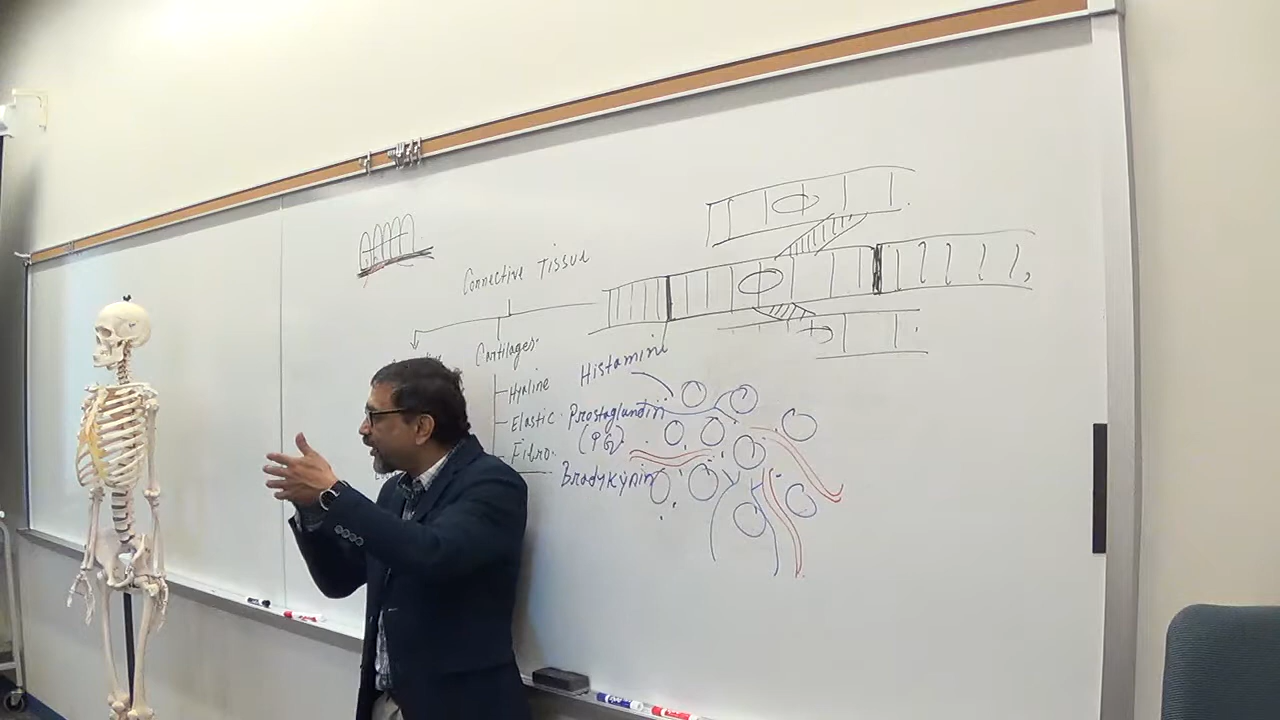 Connective Tissue
Cartilages
Hyaline
Elastic
Fibro.
Histamine
Prostaglandin
(PG)
Bradykynin